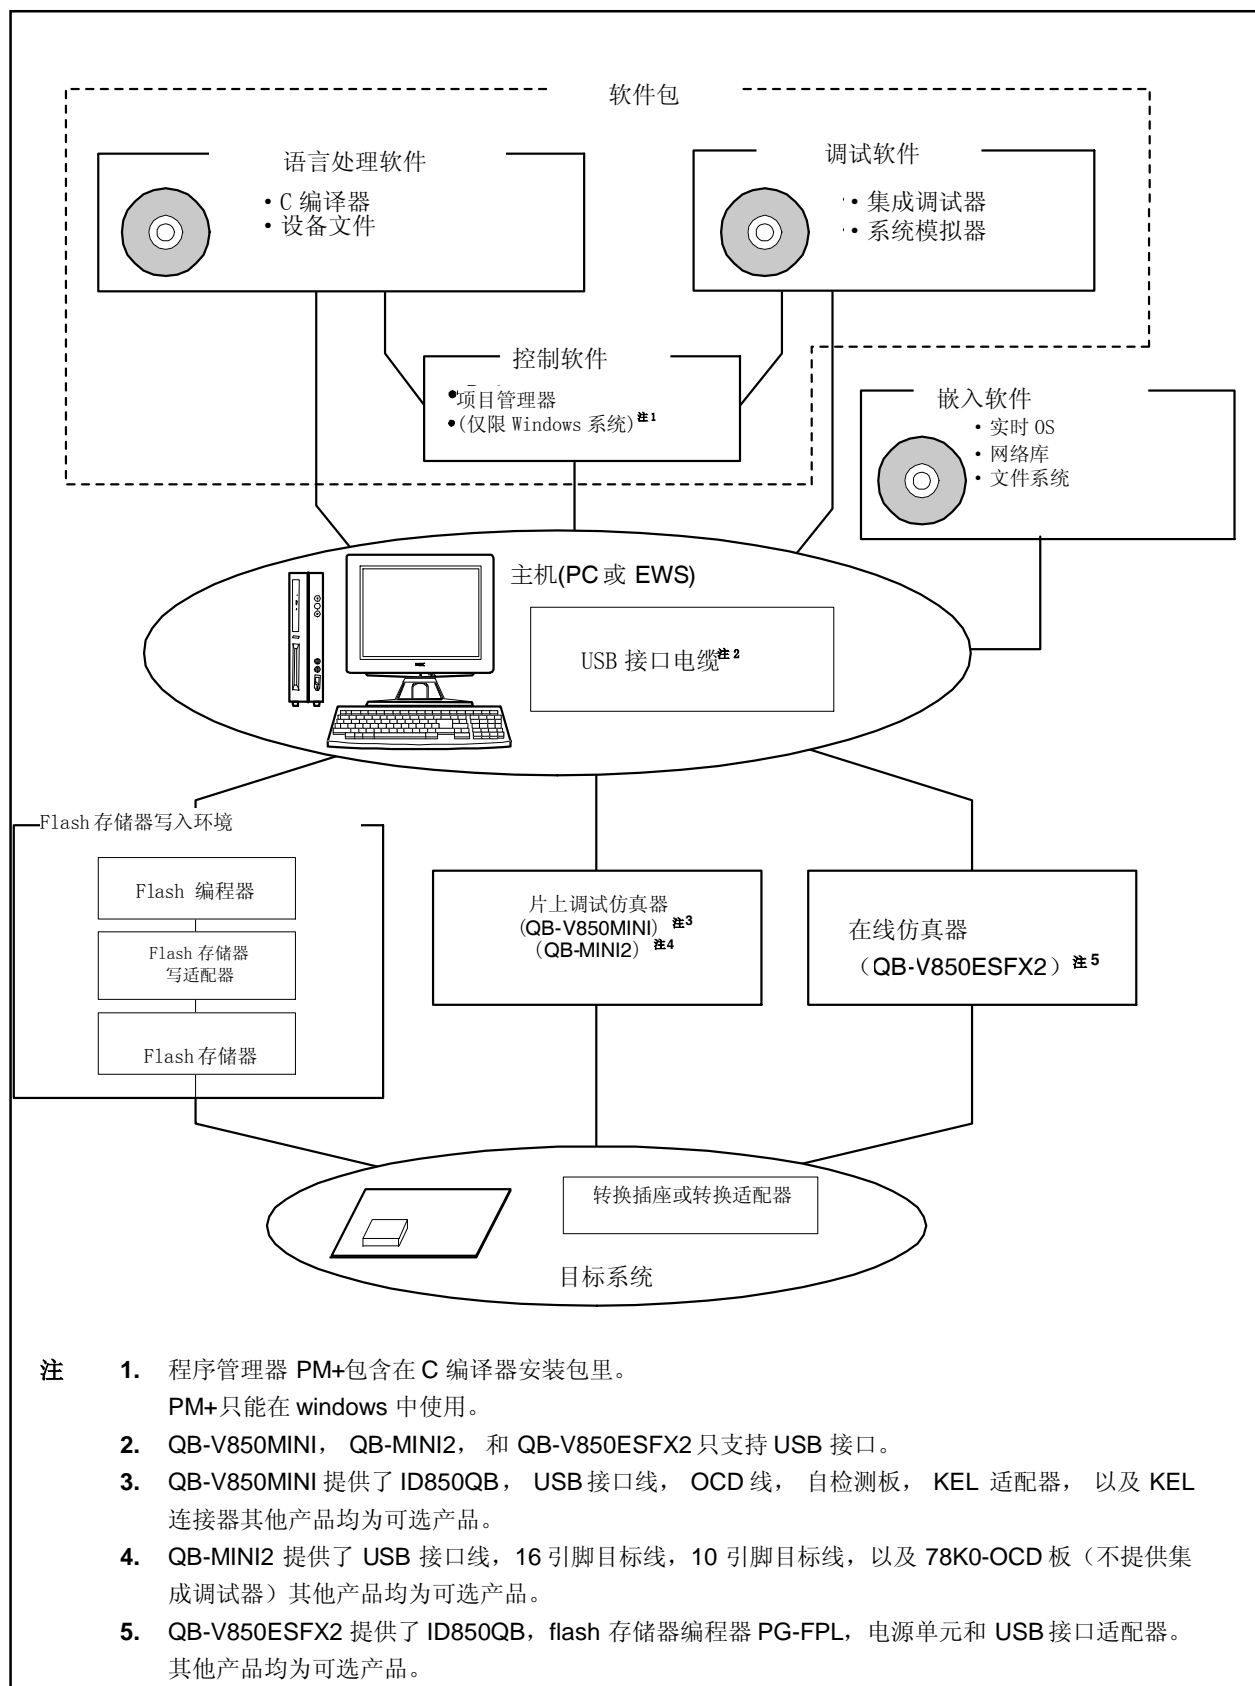 软件包
语言处理软件
・C 编译器
・设备文件
调试软件
・集成调试器
・系统模拟器
控制软件
●项目管理器
●(仅限 Windows 系统)注1
嵌入软件
・实时 OS
・网络库
・文件系统
主机(PC或 EWS)
USB 接口电缆注2
Flash 存储器写入环境
Flash 编程器
Flash 存储器
写适配器
Flash 存储器
片上调试仿真器
(QB-V850MINI)注3
（QB-MINI2）注4
在线仿真器
（QB-V850ESFX2）注5
转换插座或转换适配器
目标系统
注 1. 程序管理器 PM+包含在 C 编译器安装包里。
PM+只能在 windows 中使用。
2. QB-V850MINI， QB-MINI2， 和 QB-V850ESFX2 只支持 USB 接口。
3. QB-V850MINI 提供了 ID850QB， USB 接口线， OCD 线， 自检测板， KEL 适配器， 以及 KEL
连接器其他产品均为可选产品。
4. QB-MINI2 提供了 USB 接口线，16 引脚目标线，10 引脚目标线，以及 78K0-OCD 板（不提供集
成调试器）其他产品均为可选产品。
5. QB-V850ESFX2 提供了 ID850QB，flash 存储器编程器 PG-FPL，电源单元和 USB 接口适配器。
其他产品均为可选产品。